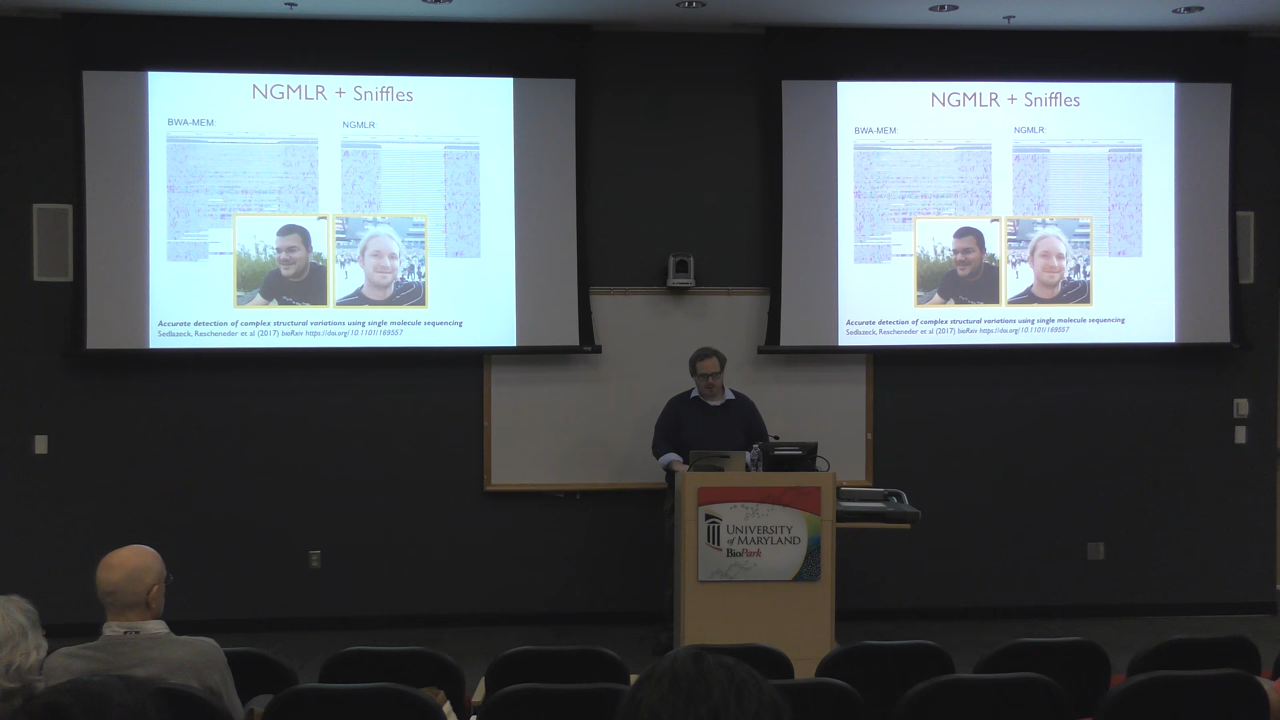 NGMLR + Sniffles
BWA-MEM:
NGMLR:
Accurate detection of complex structural variations using single molecule sequencing
Sedlazeck, Rescheneder et al (2017) bioRxiv https://doi.org/10.1101/169557
NGMLR + Sniffles
BWA-MEM:
NGMLR:
Accurate detection of complex structural variations using single molecule sequencing
Sedlazeck, Rescheneder et al (2017) bioRxiv https://doi.org/10.1101/169557
UNIVERSITY
of MARYLAND
BioPark